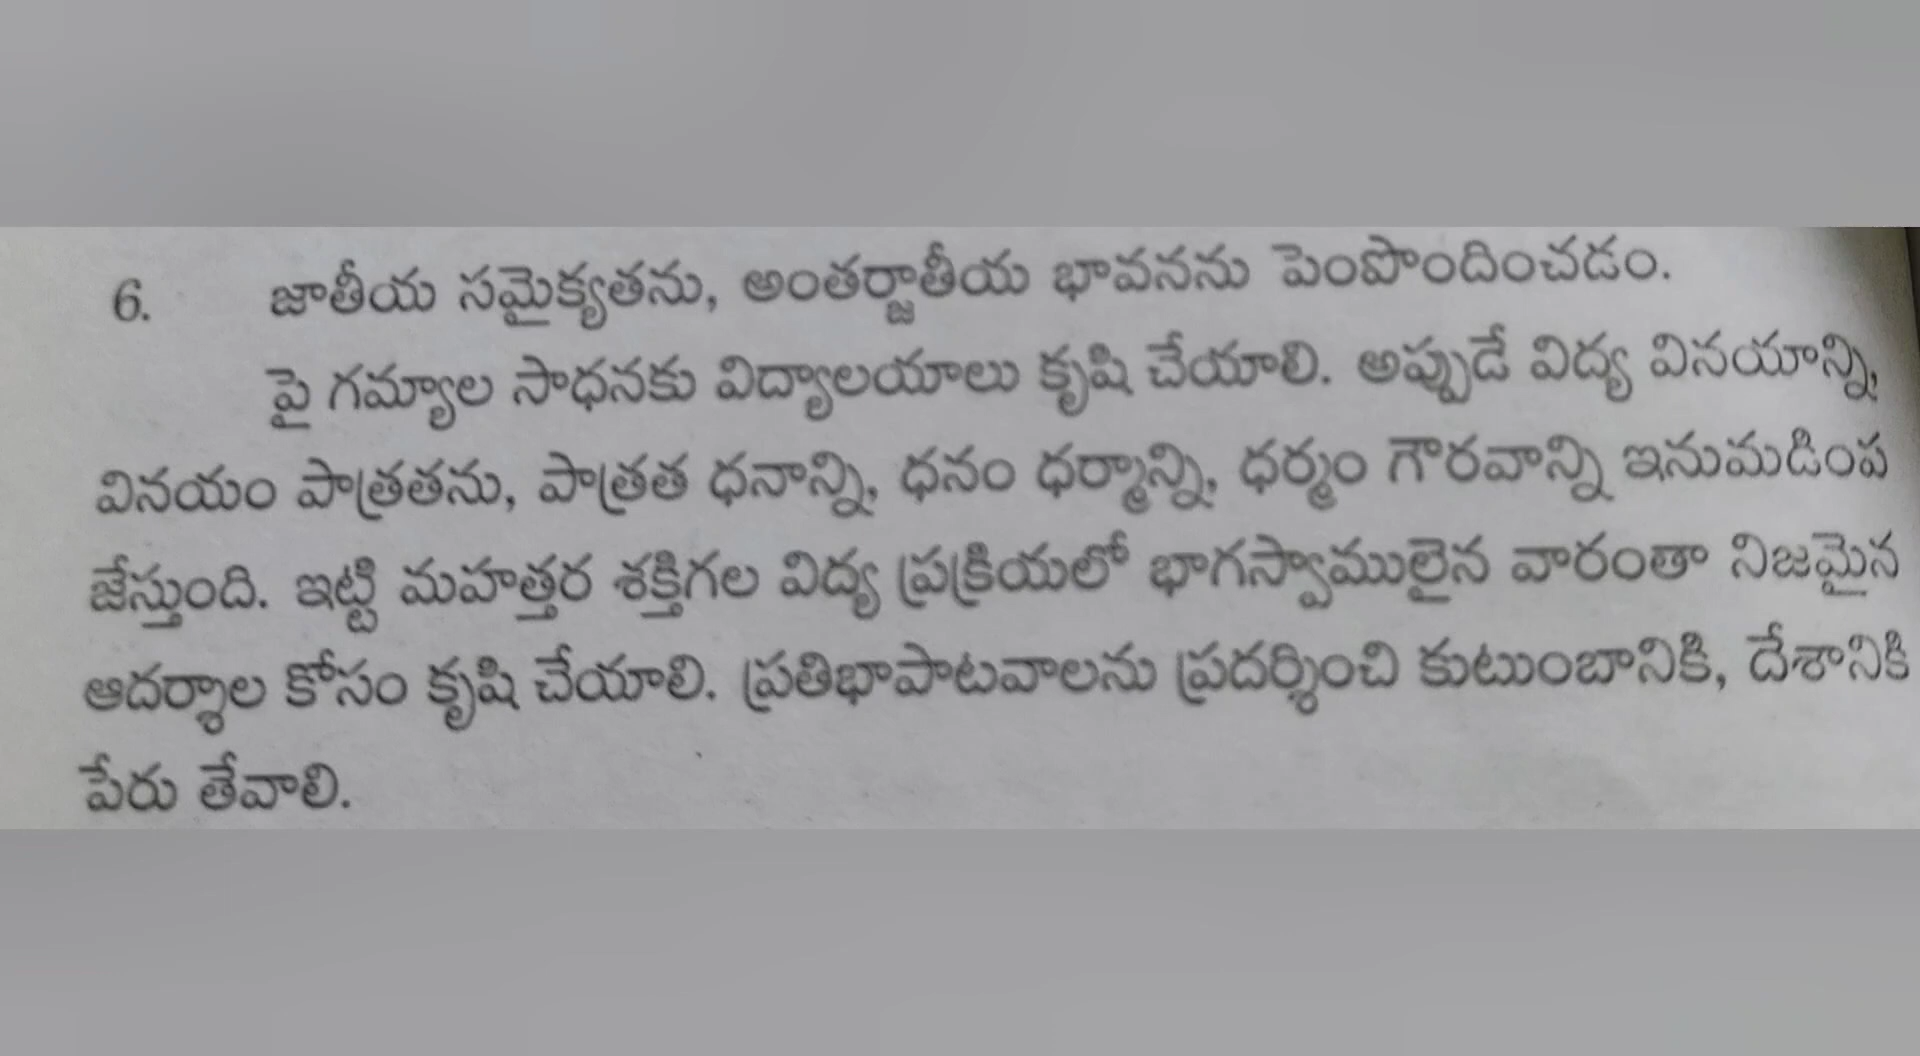 6. జాతీయ సమైక్యతను, అంతర్జాతీయ భావనను పెంపొందించడం.
పై గమ్యాల సాధనకు విద్యాలయాలు కృషి చేయాలి. అప్పుడే విద్య వినయాన్ని,
వినయం పాత్రతను, పాత్రత ధనాన్ని, ధనం ధర్మాన్ని, ధర్మం గౌరవాన్ని ఇనుమడింప
జేస్తుంది. ఇట్టి మహత్తర శక్తిగల విద్య ప్రక్రియలో భాగస్వాములైన వారంతా నిజమైన
ఆదర్శాల కోసం కృషి చేయాలి. ప్రతిభాపాటవాలను ప్రదర్శించి కుటుంబానికి, దేశానికి
పేరు తేవాలి.